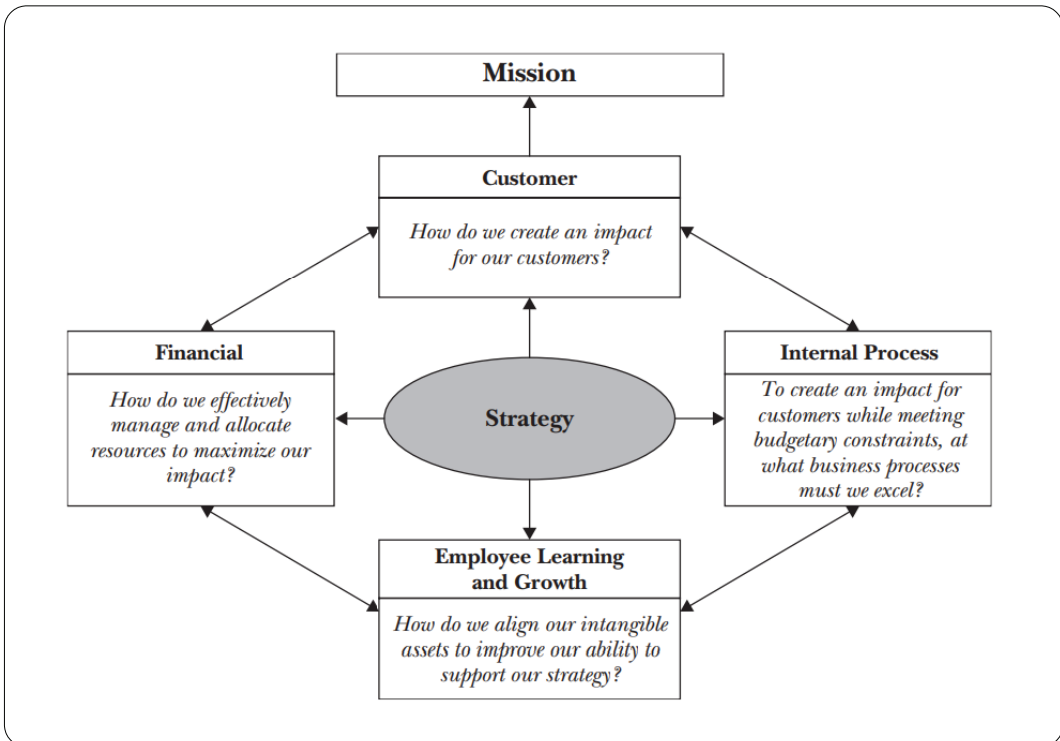 Mission
Customer
How do we create an impact
for our customers?
Financial
How do we effectively
manage and allocate
resources to maximize our
impact?
Strategy
Internal Process
To create an impact for
customers while meeting
budgetary constraints, at
what business processes
must we excel?
Employee Learning
and Growth
How do we align our intangible
assets to improve our ability to
support our strategy?